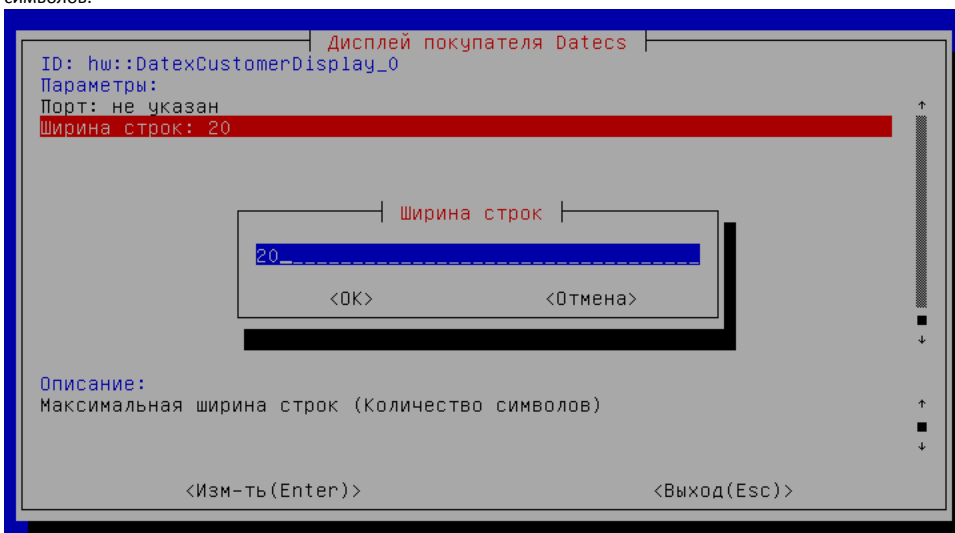 символов.
Дисплей покупателя Datecs
ID: hw::DatexCustomerDisplay_0
Параметры:
Порт: не указан
Ширина строк: 20
Ширина строк
20
<OK> <Отмена>
Описание:
Максимальная ширина строк (Количество символов)
<Изм-ть(Enter)> <Выход(Esc)>